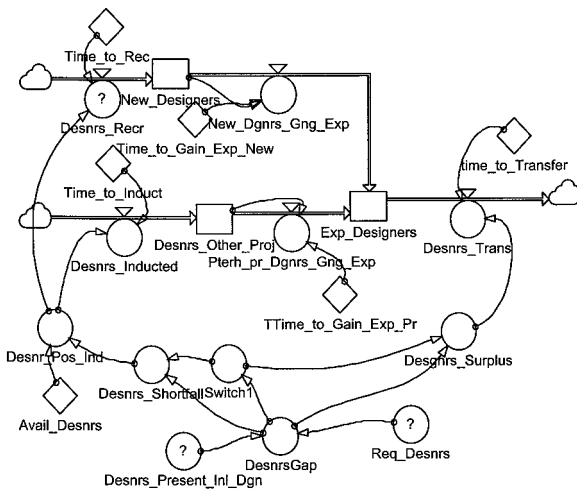 Time_to_Rec
?
New_Designers
Desnrs_Recr
New_Dgnrs_Gng_Exp
Time_to_Gain_Exp_New
time_to_Transfer
Time_to_Induct
Desnrs_Other_Proj
Exp_Designers
Desnrs_Trans
Desnrs_Inducted
Pterh_pr_Dgnrs_Gng_Exp
TTime_to_Gain_Exp_Pr
Desnr_Pos_Ind
Desgnrs_Surplus
Desnrs_Shortfall
Switch1
Avail_Desnrs
?
?
DesnrsGap
Req_Desnrs
Desnrs_Present_Inl_Dgn